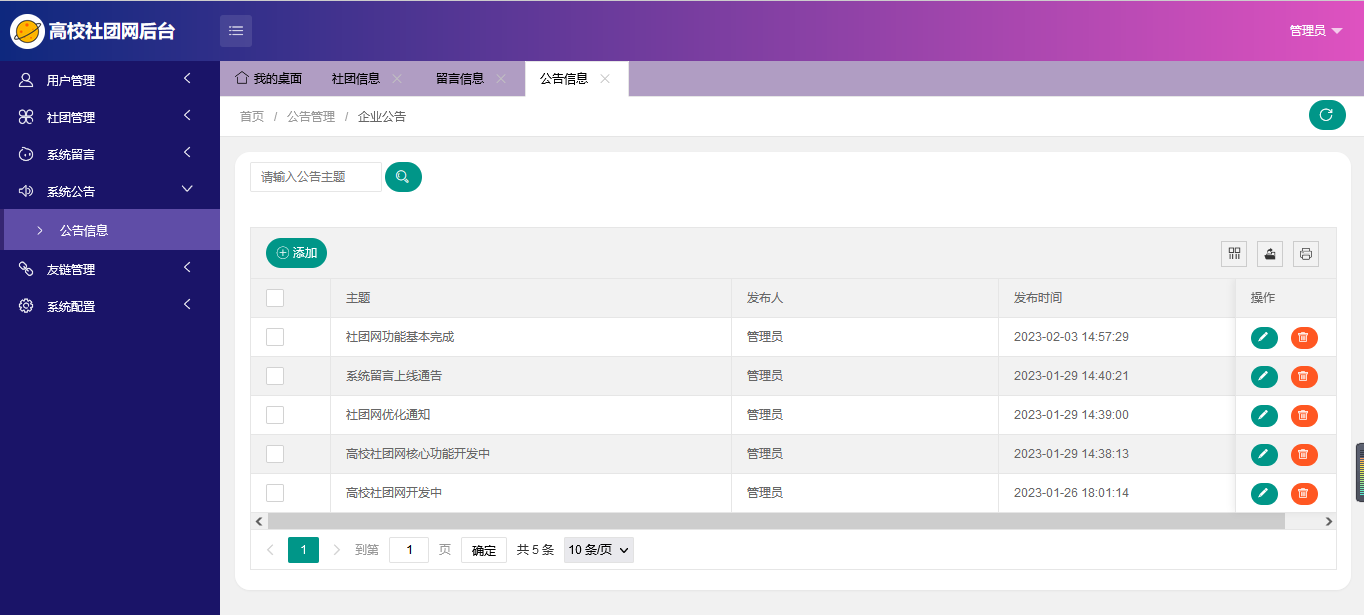 高校社团网后台
管理员
用户管理
社团管理
系统留言
系统公告
公告信息
友链管理
系统配置
我的桌面 社团信息 留言信息 公告信息
首页 / 公告管理 / 企业公告
请输入公告主题
添加
主题 发布人 发布时间 操作
社团网功能基本完成 管理员 2023-02-03 14:57:29
系统留言上线通告 管理员 2023-01-29 14:40:21
社团网优化通知 管理员 2023-01-29 14:39:00
高校社团网核心功能开发中 管理员 2023-01-29 14:38:13
高校社团网开发中 管理员 2023-01-26 18:01:14
1 到第 1 页 确定 共 5 条 10 条/页